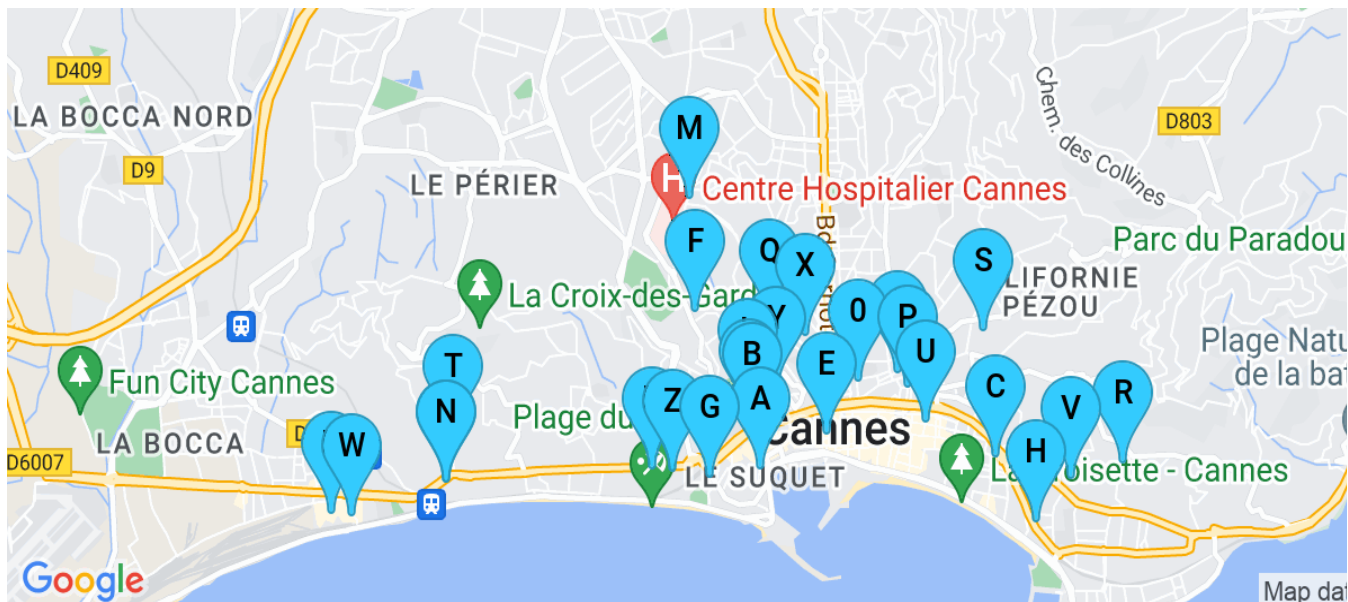 D409
LA BOCCA NORD
D9
LE PÉRIER
M
H
Centre Hospitalier Cannes
Chem. des Collines
D803
Parc du Paradou
F
Q
X
S
LIFORNIE
PÉZOU
La Croix-des-Gard
Y
0
P
Plage Natu
de la bat
T
B
E
U
Fun City Cannes
N
Plage du
Z
G
A
C
V
R
LA BOCCA
W
Cannes
H
La
oisette - Cannes
D6007
LE SUQUET
Google
Map dat